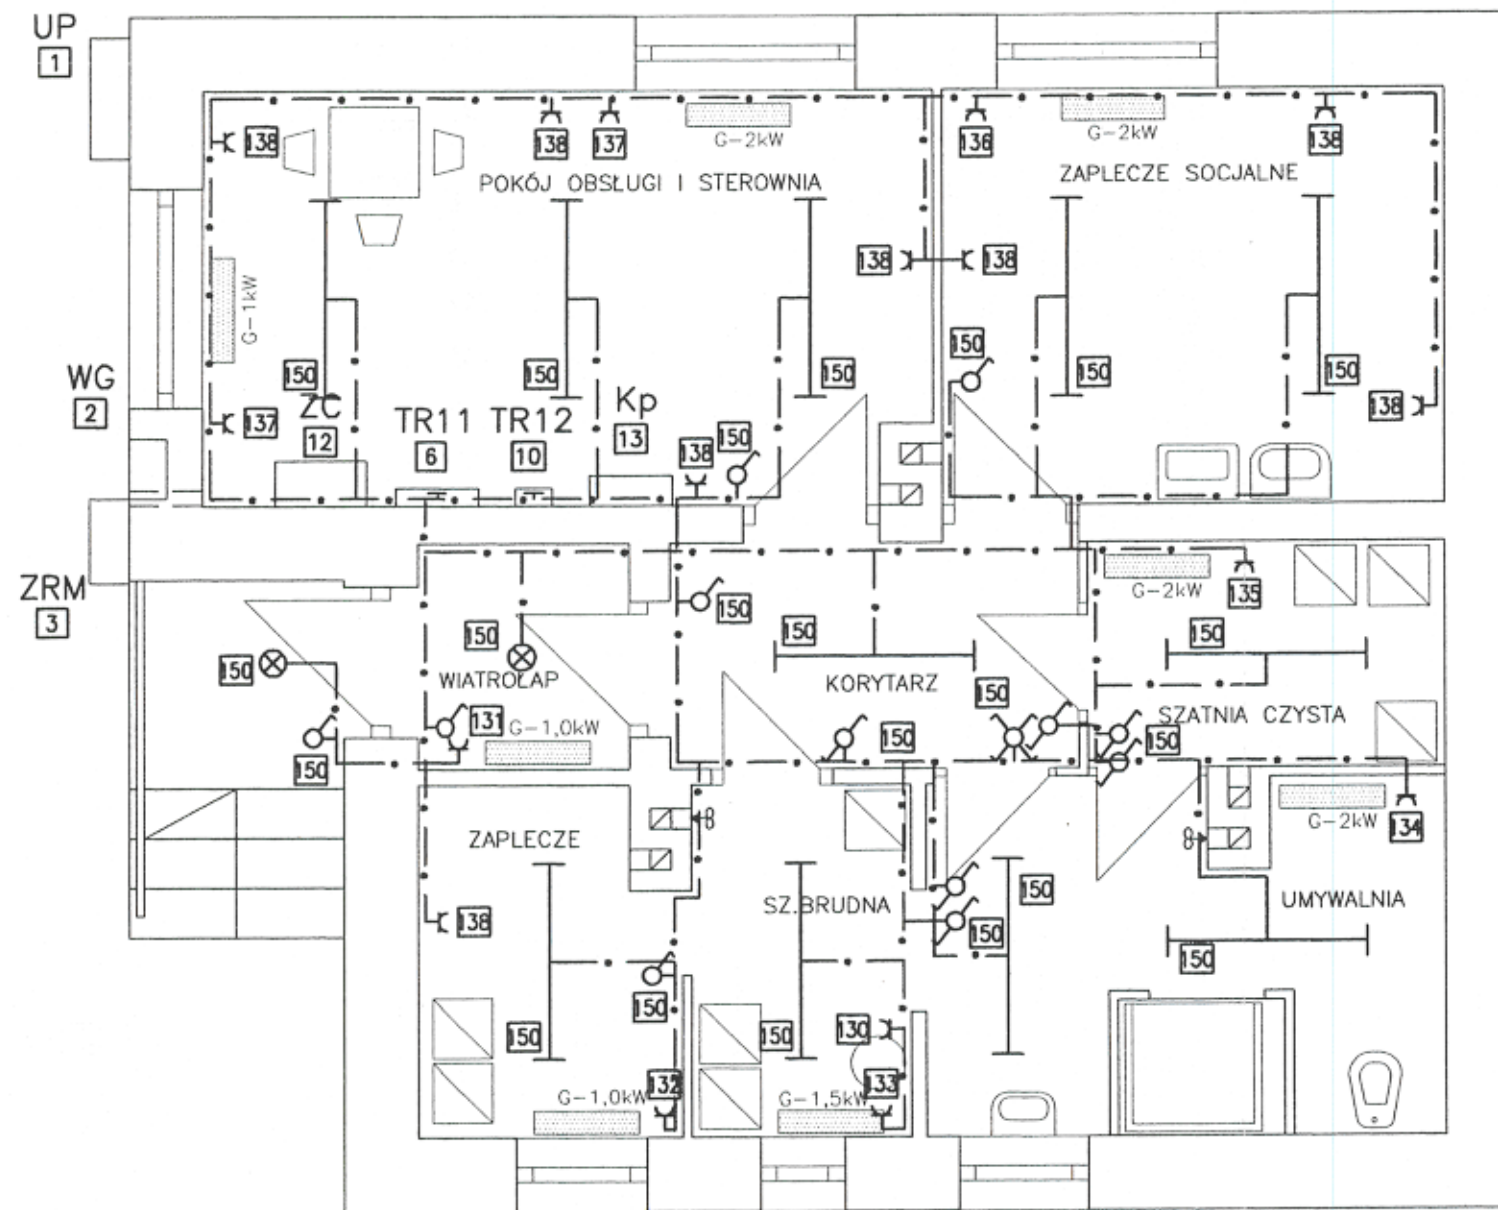 UP
1
138
138
137
G-2kW
136
G-2kW
138
POKÓJ OBSŁUGI I STEROWNIA
ZAPLECZE SOCJALNE
138
138
G-1kW
150
WG
2
150
150
150
150
150
137
ZC
12
TR11
6
TR12
10
Kp
13
138
150
138
ZRM
3
150
150
150
G-2kW
135
150
150
WIATROŁAP
KORYTARZ
150
SZATNIA CZYSTA
131
G-1,0kW
150
150
150
ZAPLECZE
G-2kW
134
138
SZ.BRUDNA
150
150
UMYWALNIA
150
150
150
150
130
132
133
G-1,0kW
G-1,5kW